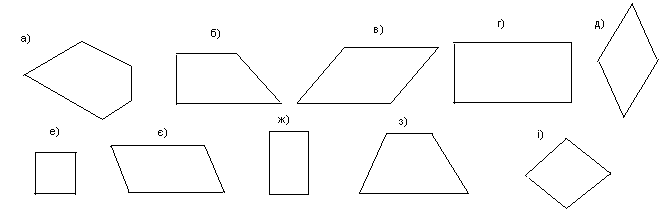 а) б) в) г) д)
е) є) ж) з) і)